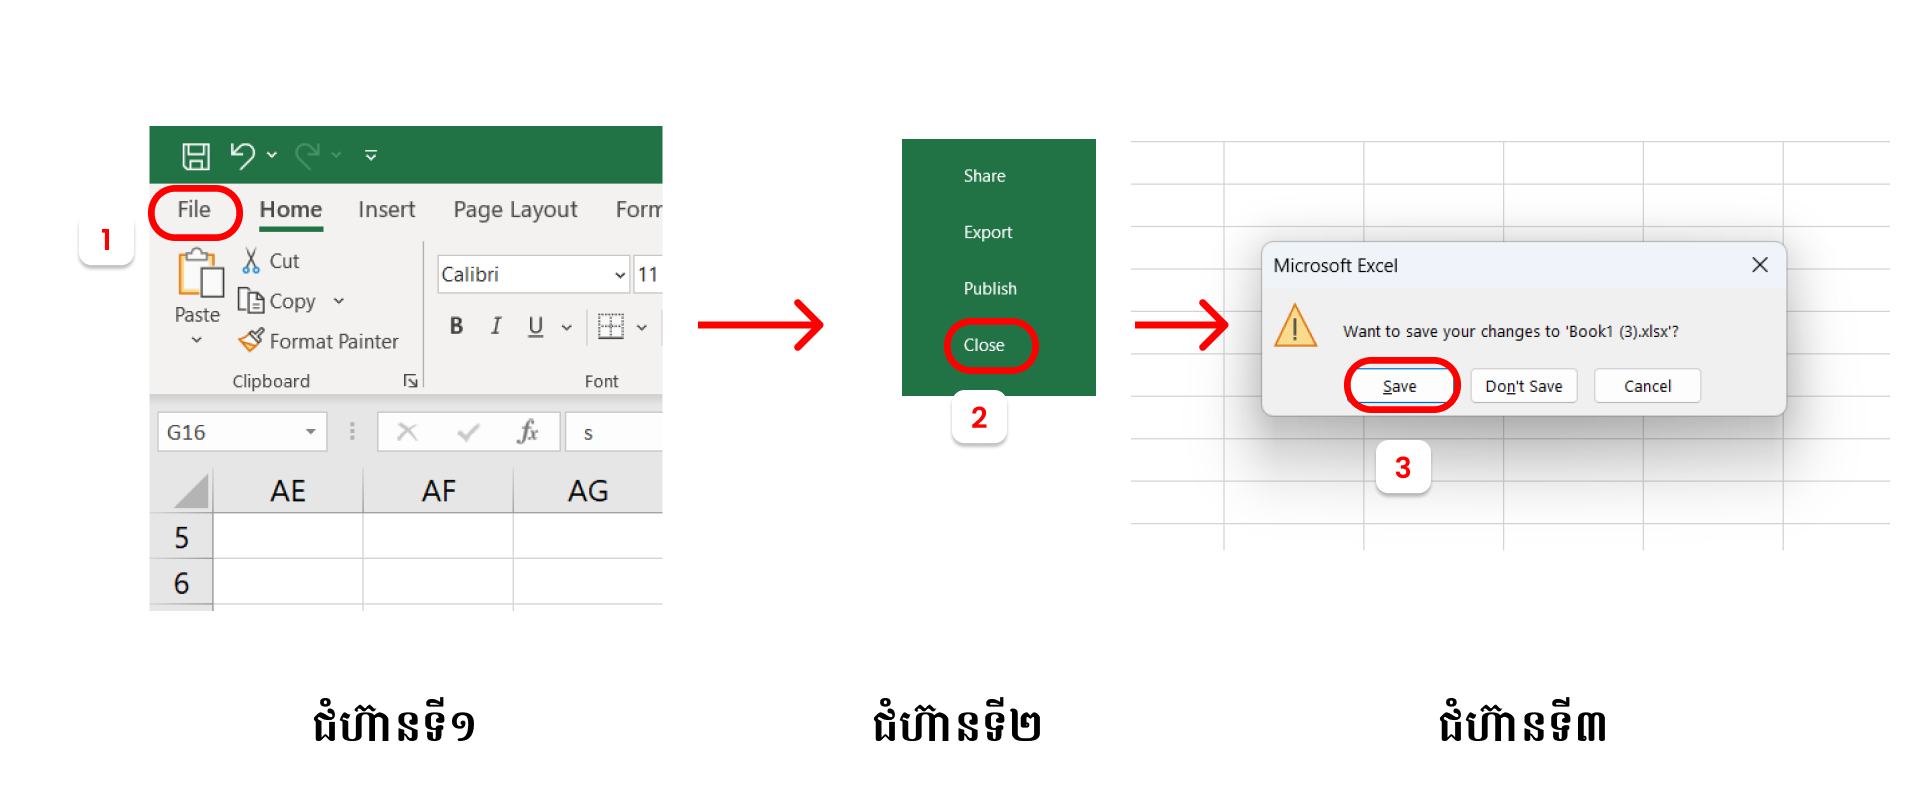 File Home Insert Page Layout Form
1
Cut
Calibri 11
Copy
Paste
B I U
Format Painter
Clipboard Font
G16 fx s
AE AF AG
5
6
Share
Export
Publish
Close
2
Microsoft Excel
Want to save your changes to 'Book1 (3).xlsx'?
Save Don't Save Cancel
3
ជំហ៊ានទី១ ជំហ៊ានទី២ ជំហ៊ានទី៣